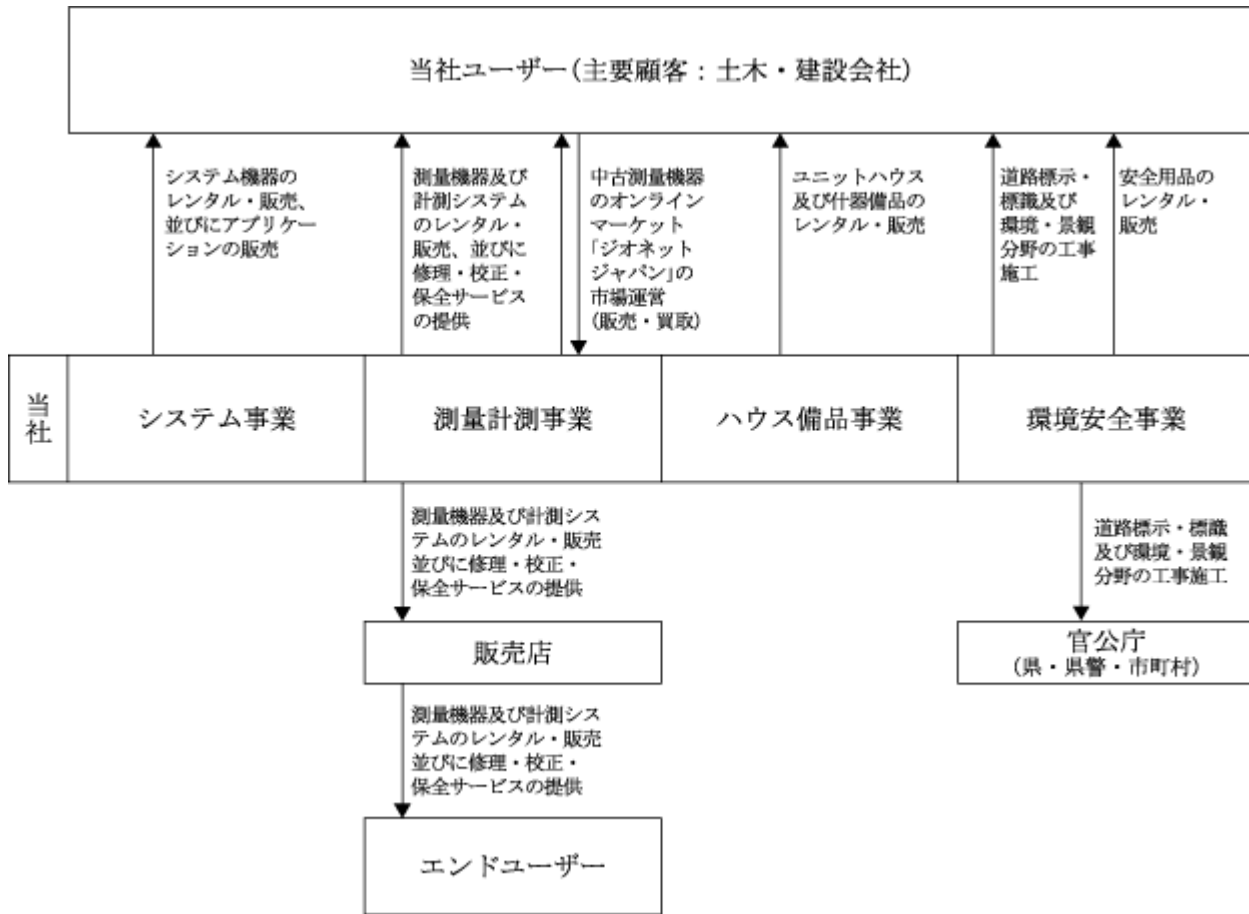 当社ユーザー(主要顧客：土木・建設会社)
システム機器の
レンタル・販売、
並びにアプリケー
ションの販売
測量機器及び
計測システム
のレンタル・
販売、並びに
修理・校正・
保全サービス
の提供
中古測量機器
のオンライン
マーケット
「ジオネット
ジャパン」の
市場運営
(販売・買取)
ユニットハウス
及び什器備品の
レンタル・販売
道路標示・
標識及び
環境・景観
分野の工事
施工
安全用品の
レンタル・
販売
当社
システム事業
測量計測事業
ハウス備品事業
環境安全事業
測量機器及び計測シス
テムのレンタル・販売
並びに修理・校正・
保全サービスの提供
道路標示・標識
及び環境・景観
分野の工事施工
販売店
官公庁
(県・県警・市町村)
測量機器及び計測シス
テムのレンタル・販売
並びに修理・校正・
保全サービスの提供
エンドユーザー